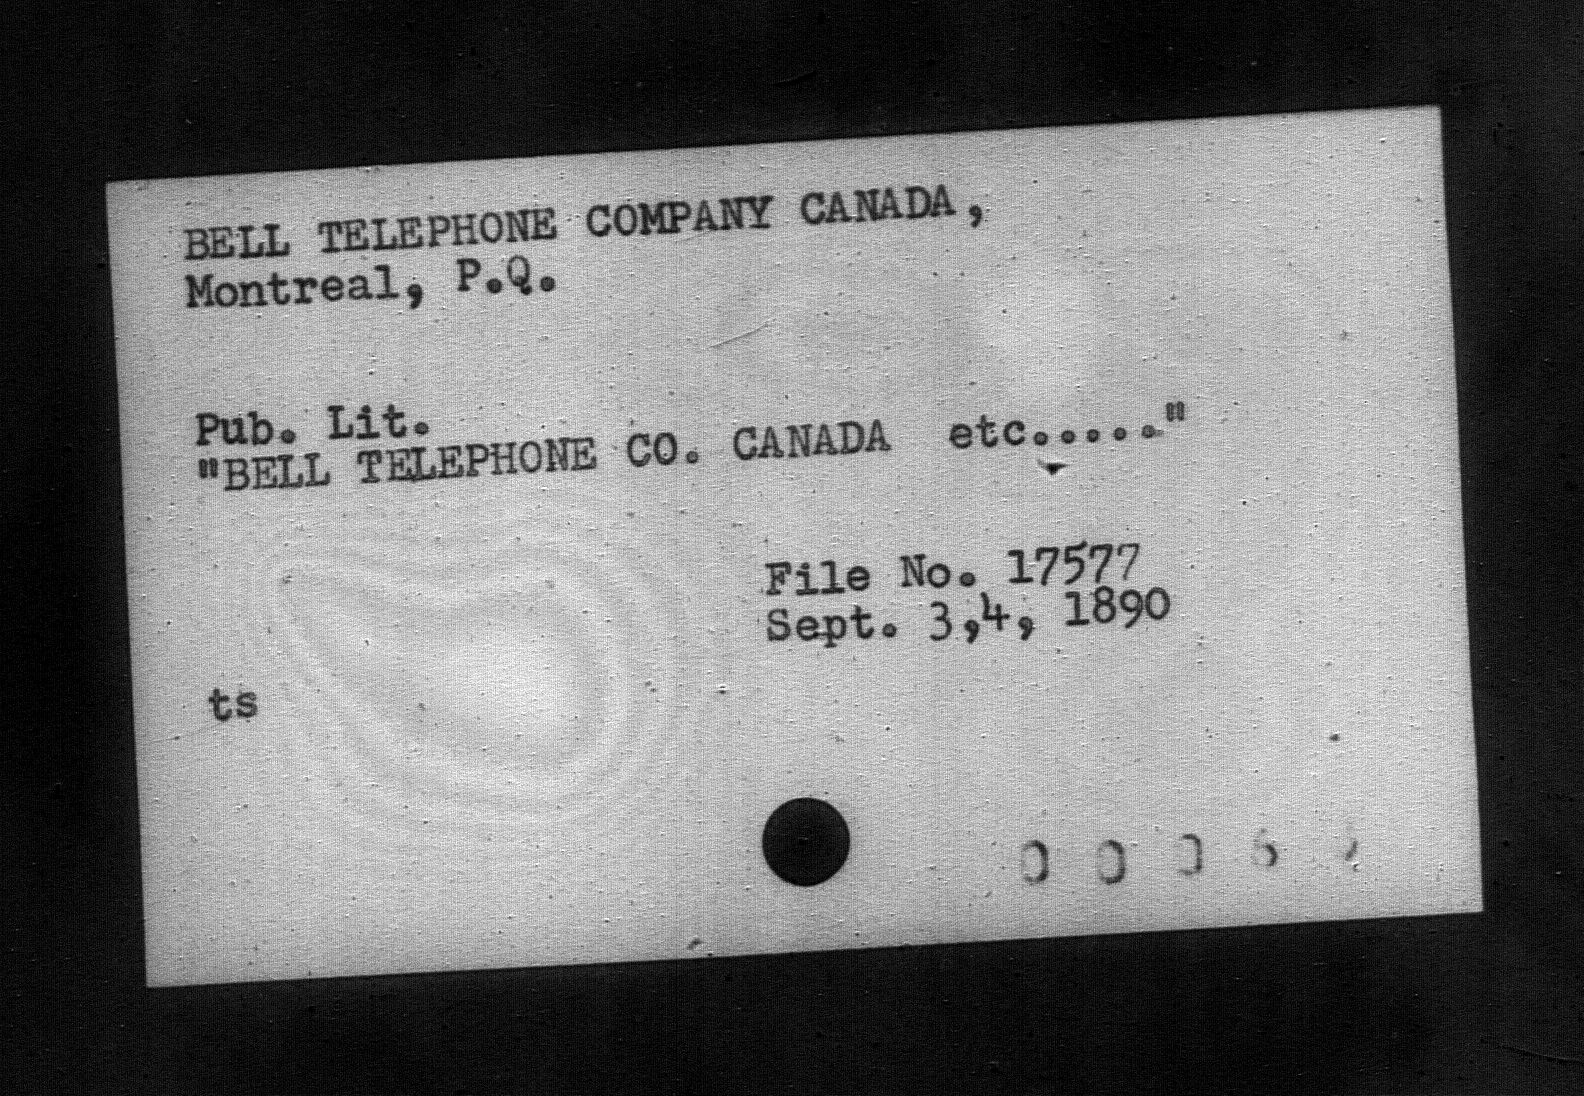 BELL TELEPHONE COMPANY CANADA,
Montreal, P.Q.
Pub. Lit.
"BELL TELEPHONE CO. CANADA etc....."
File No. 17577
Sept. 3,4, 1890
ts